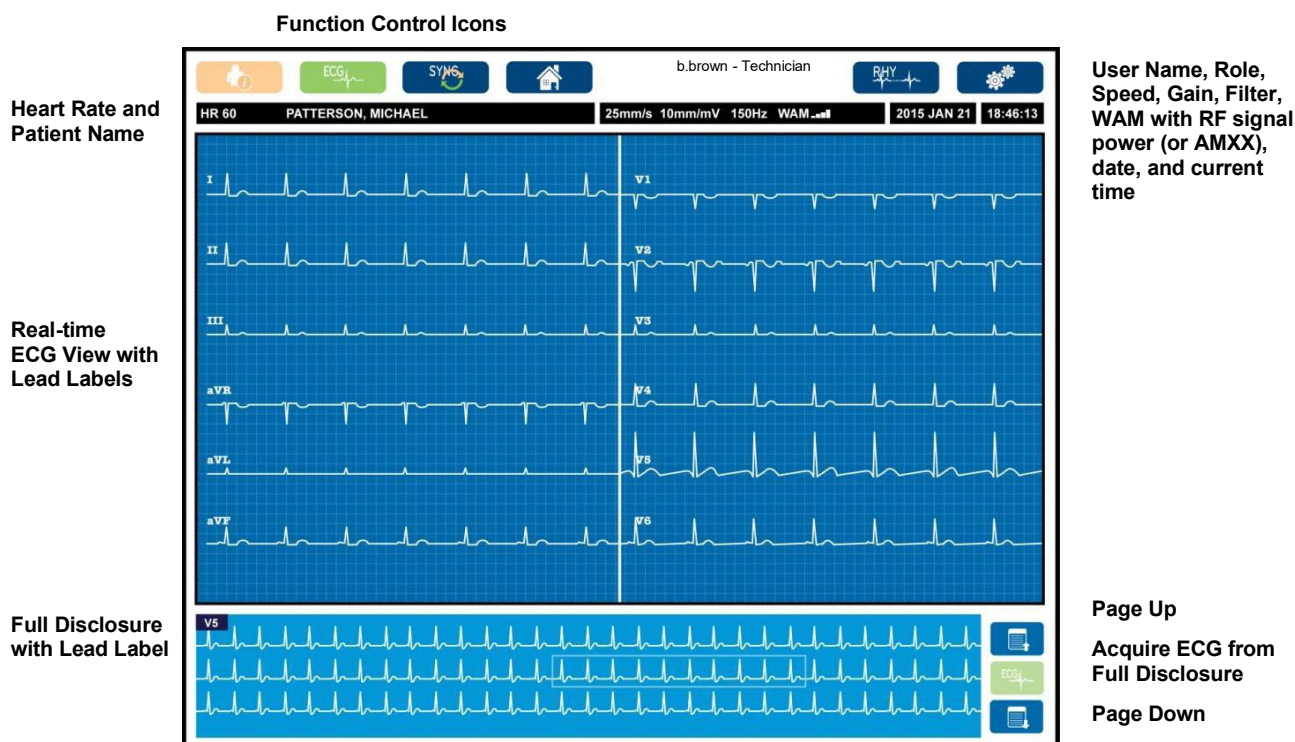 Function Control Icons
ECG
SYNC
b.brown - Technician
RHY
User Name, Role,
Speed, Gain, Filter,
WAM with RF signal
power (or AMXX),
date, and current
time
Heart Rate and
Patient Name
HR 60 PATTERSON, MICHAEL 25mm/s 10mm/mV 150Hz WAM 2015 JAN 21 18:46:13
I V1
II V2
III V3
Real-time
ECG View with
Lead Labels
aVR V4
aVL V5
aVF V6
Full Disclosure
with Lead Label
V5
Page Up
ECG
Acquire ECG from
Full Disclosure
Page Down